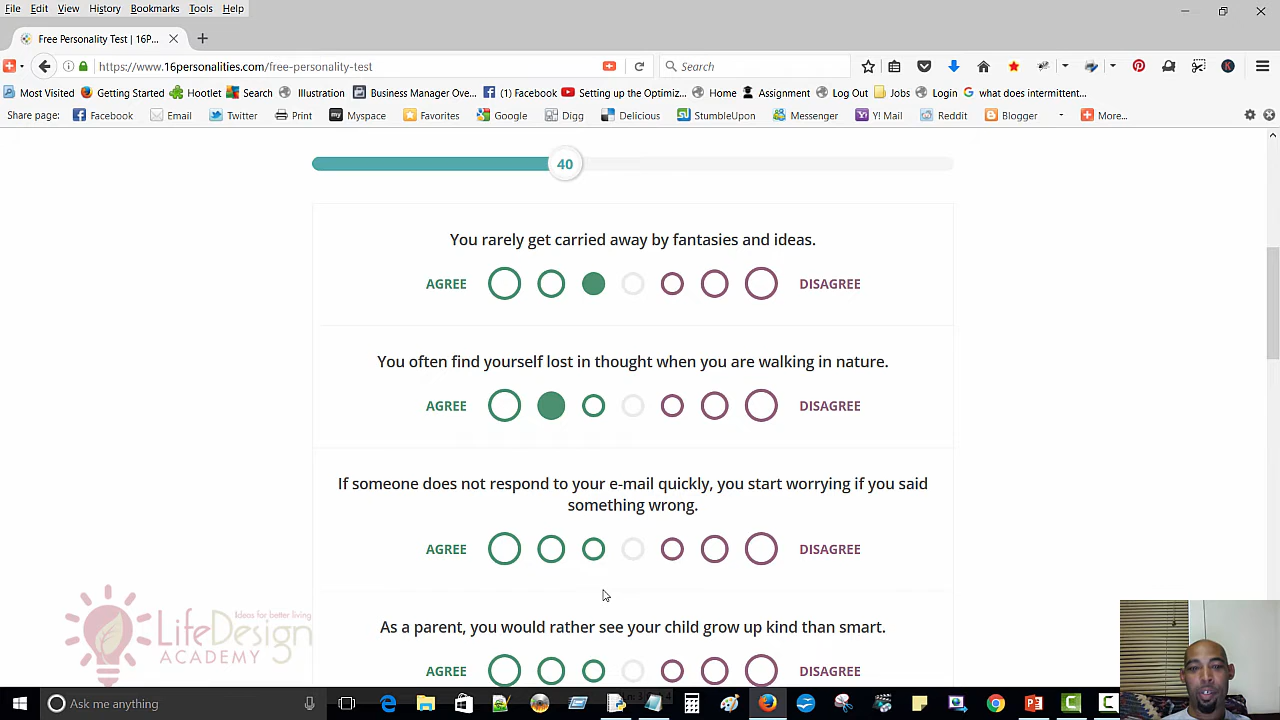 File Edit View History Bookmarks Tools Help
Free Personality Test | 16P...
https://www.16personalities.com/free-personality-test
Search
Most Visited Getting Started Hootlet Search Illustration Business Manager Ove... (1) Facebook Setting up the Optimiz... Home Assignment Log Out Jobs Login what does intermittent...
Share page: Facebook Email Twitter Print Myspace Favorites Google Digg Delicious StumbleUpon Messenger Y! Mail Reddit Blogger More...
40
You rarely get carried away by fantasies and ideas.
AGREE DISAGREE
You often find yourself lost in thought when you are walking in nature.
AGREE DISAGREE
If someone does not respond to your e-mail quickly, you start worrying if you said
something wrong.
AGREE DISAGREE
As a parent, you would rather see your child grow up kind than smart.
AGREE DISAGREE
Ideas for better living
LifeDesign
ACADEMY
Ask me anything